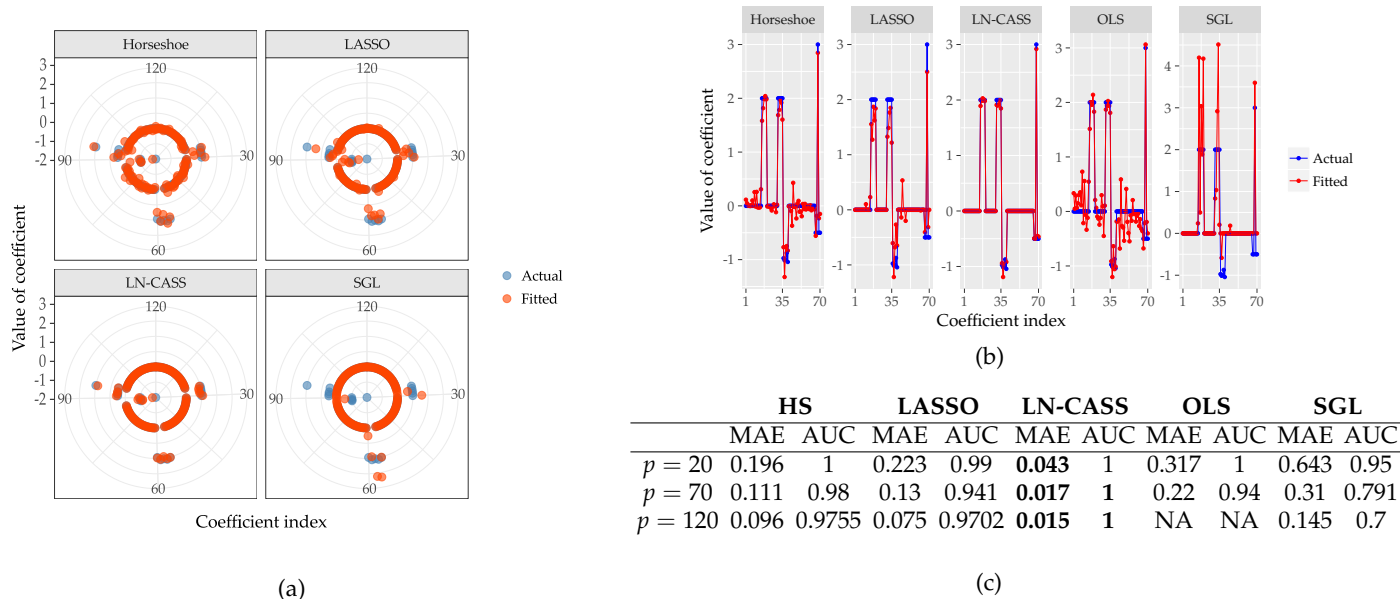 Horseshoe LASSO
120 120
3
2
1
0
-1
-2
90 30 90 30
60 60
LN-CASS SGL
120 120
3
2
1
0
-1
-2
90 30 90 30
60 60
Value of coefficient
Coefficient index
Actual
Fitted
(a)
Horseshoe LASSO LN-CASS OLS SGL
3 3 3 3 4
2 2 2 2 3
1 1 1 1 2
0 0 0 0 1
-1 -1 -1 -1 0
-1
1 35 70 1 35 70 1 35 70 1 35 70 1 35 70
Value of coefficient
Coefficient index
Actual
Fitted
(b)
HS LASSO LN-CASS OLS SGL
MAE AUC MAE AUC MAE AUC MAE AUC MAE AUC
p = 20 0.196 1 0.223 0.99 0.043 1 0.317 1 0.643 0.95
p = 70 0.111 0.98 0.13 0.941 0.017 1 0.22 0.94 0.31 0.791
p = 120 0.096 0.9755 0.075 0.9702 0.015 1 NA NA 0.145 0.7
(c)